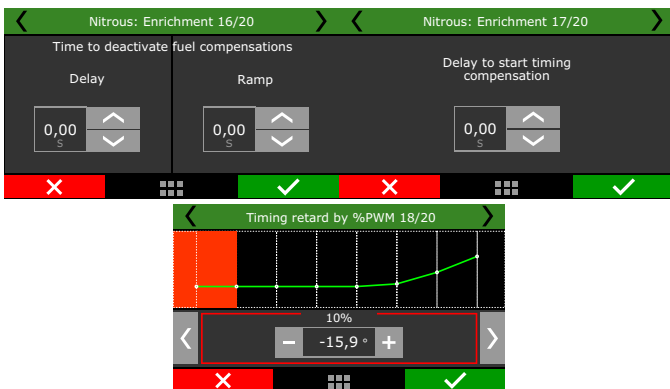 Nitrous: Enrichment 16/20
Time to deactivate fuel compensations
Delay
Ramp
0,00
s
0,00
s
Nitrous: Enrichment 17/20
Delay to start timing
compensation
0,00
s
Timing retard by %PWM 18/20
10%
-15,9 °